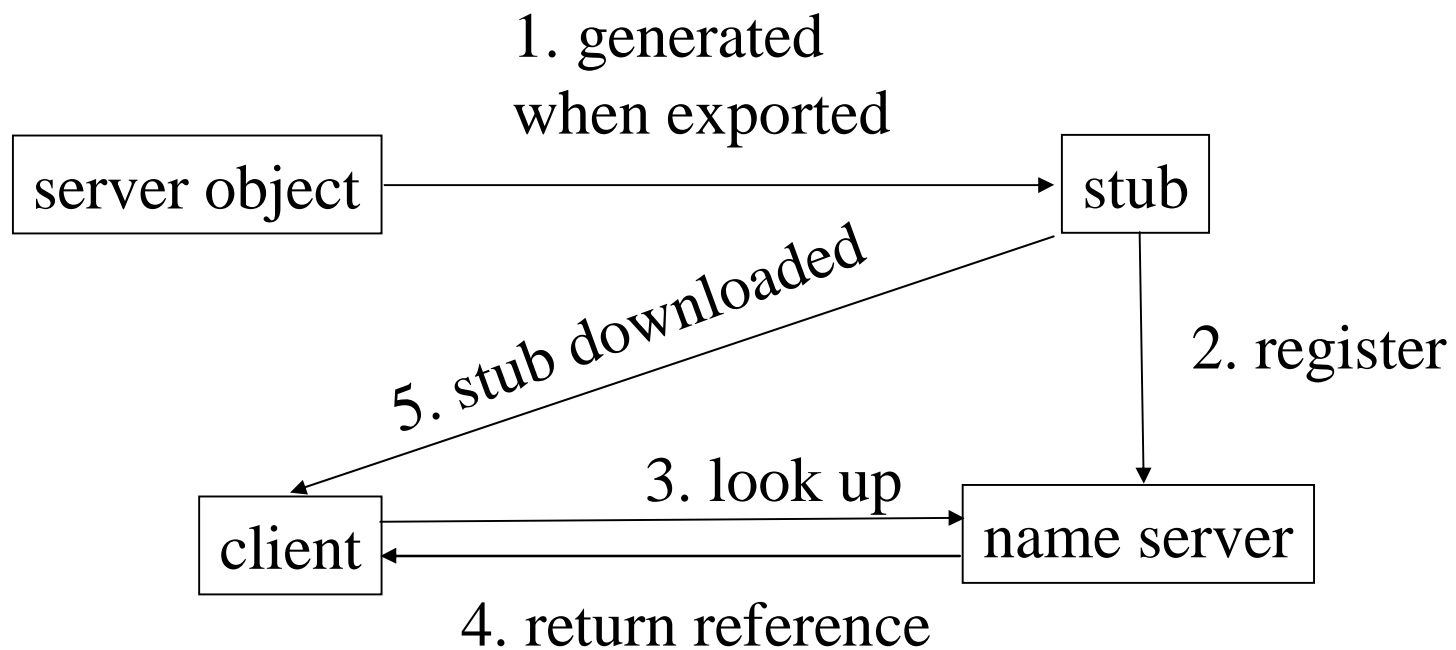 1. generated
when exported
server object
stub
5. stub downloaded
2. register
3. look up
client
name server
4. return reference